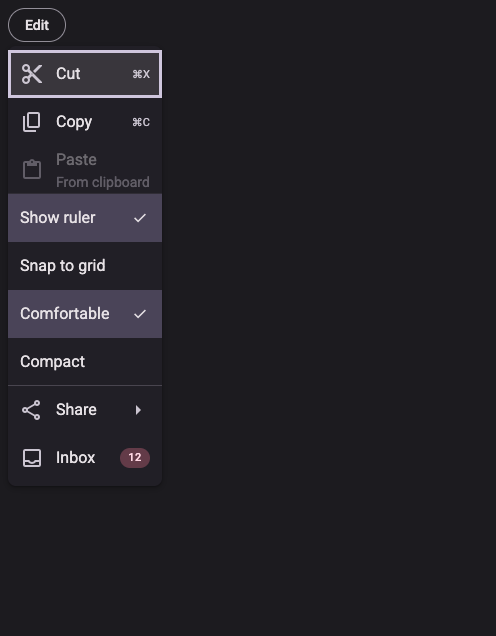 Edit
Cut ⌘X
Copy ⌘C
Paste
From clipboard
Show ruler
Snap to grid
Comfortable
Compact
Share
Inbox 12